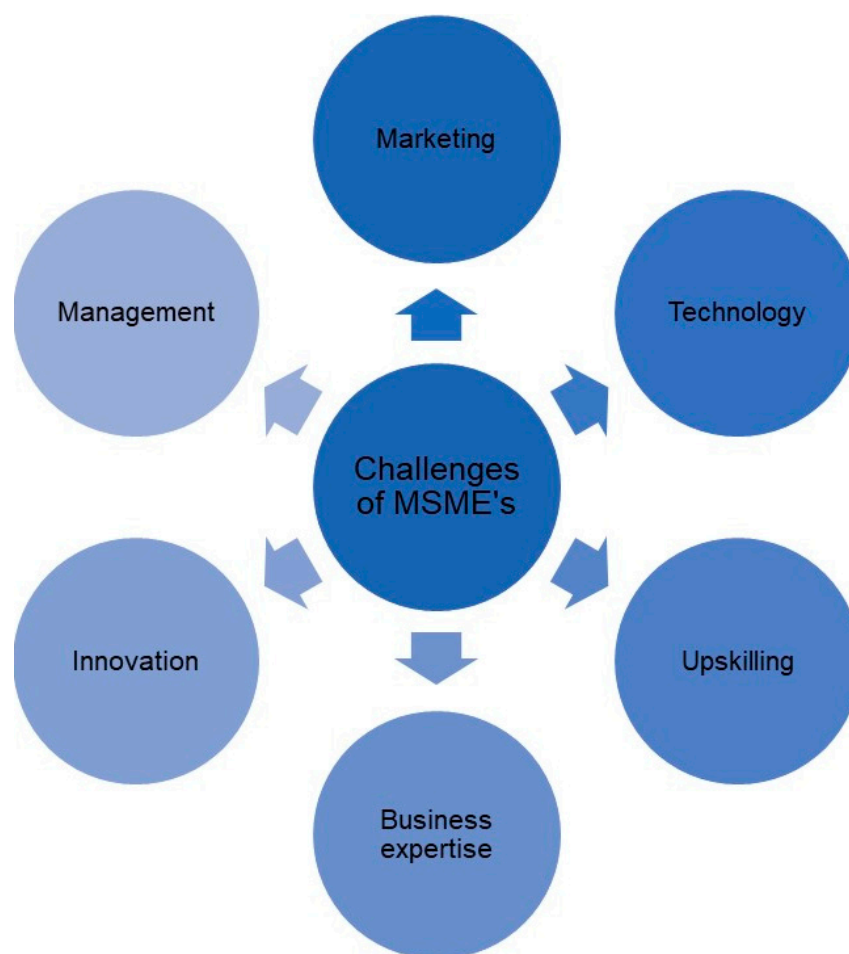 Marketing
Management
Technology
Challenges
of MSME's
Innovation
Upskilling
Business
expertise